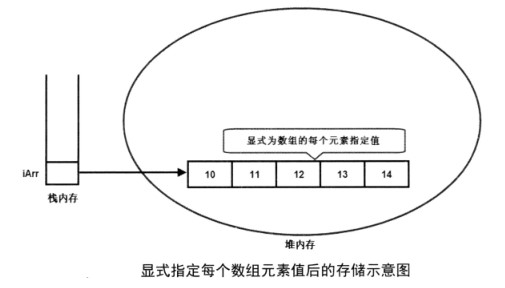 显式为数组的每个元素指定值
iArr
10 11 12 13 14
栈内存
堆内存
显式指定每个数组元素值后的存储示意图